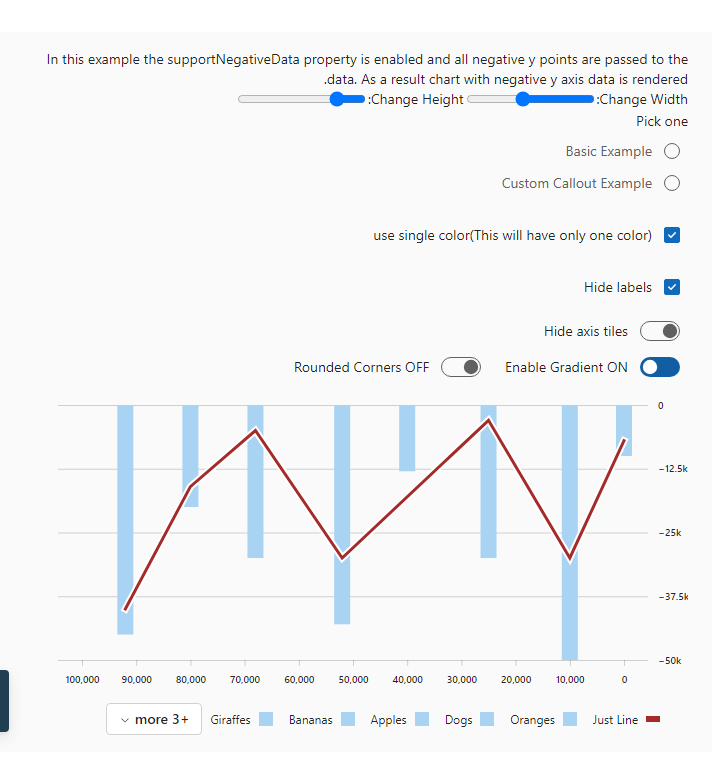 In this example the supportNegativeData property is enabled and all negative y points are passed to the
.data. As a result chart with negative y axis data is rendered
:Change Height :Change Width
Pick one
Basic Example
Custom Callout Example
use single color(This will have only one color)
Hide labels
Hide axis tiles
Rounded Corners OFF Enable Gradient ON
0
−12.5k
−25k
−37.5k
−50k
100,000 90,000 80,000 70,000 60,000 50,000 40,000 30,000 20,000 10,000 0
more 3+ Giraffes Bananas Apples Dogs Oranges Just Line